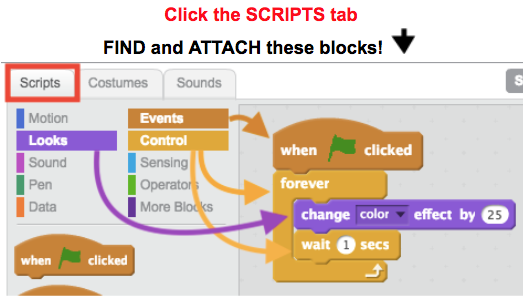 Click the SCRIPTS tab
FIND and ATTACH these blocks!
Scripts Costumes Sounds S
Motion Events
Looks Control
Sound Sensing
Pen Operators
Data More Blocks
when clicked
forever
change color effect by 25
wait 1 secs
when clicked